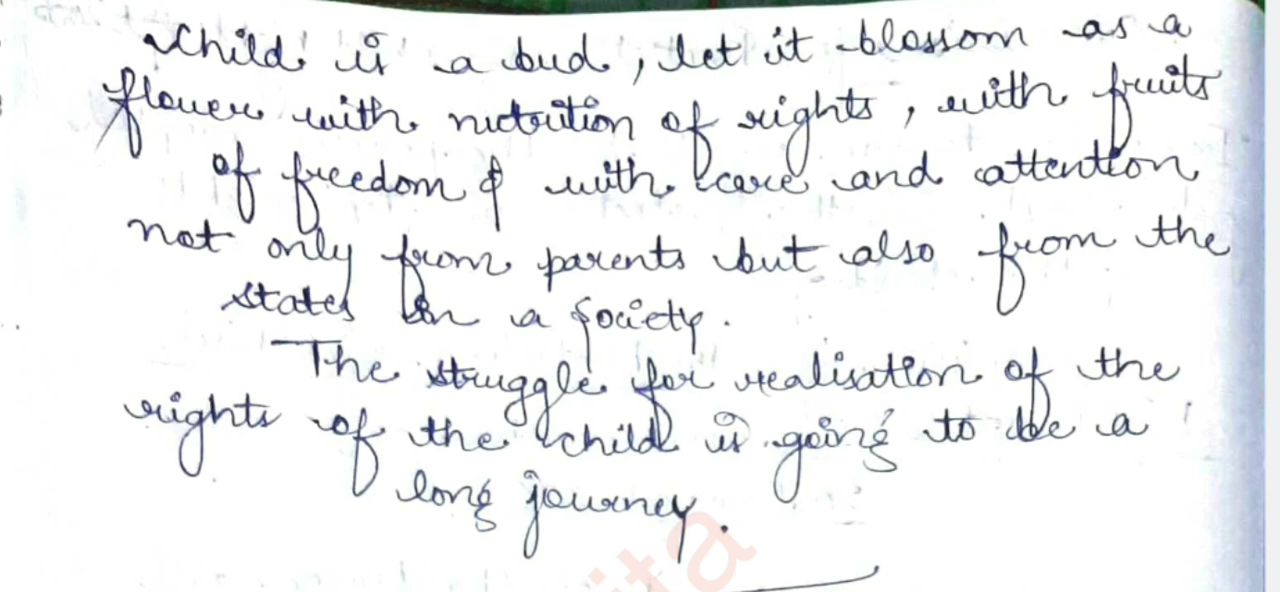 Child is a bud, let it blossom as a
flower with nutrition of rights, with fruits
of freedom & with care and attention
not only from parents but also from the
states in a society.
The struggle for realisation of the
rights of the child is going to be a
long journey.
ita